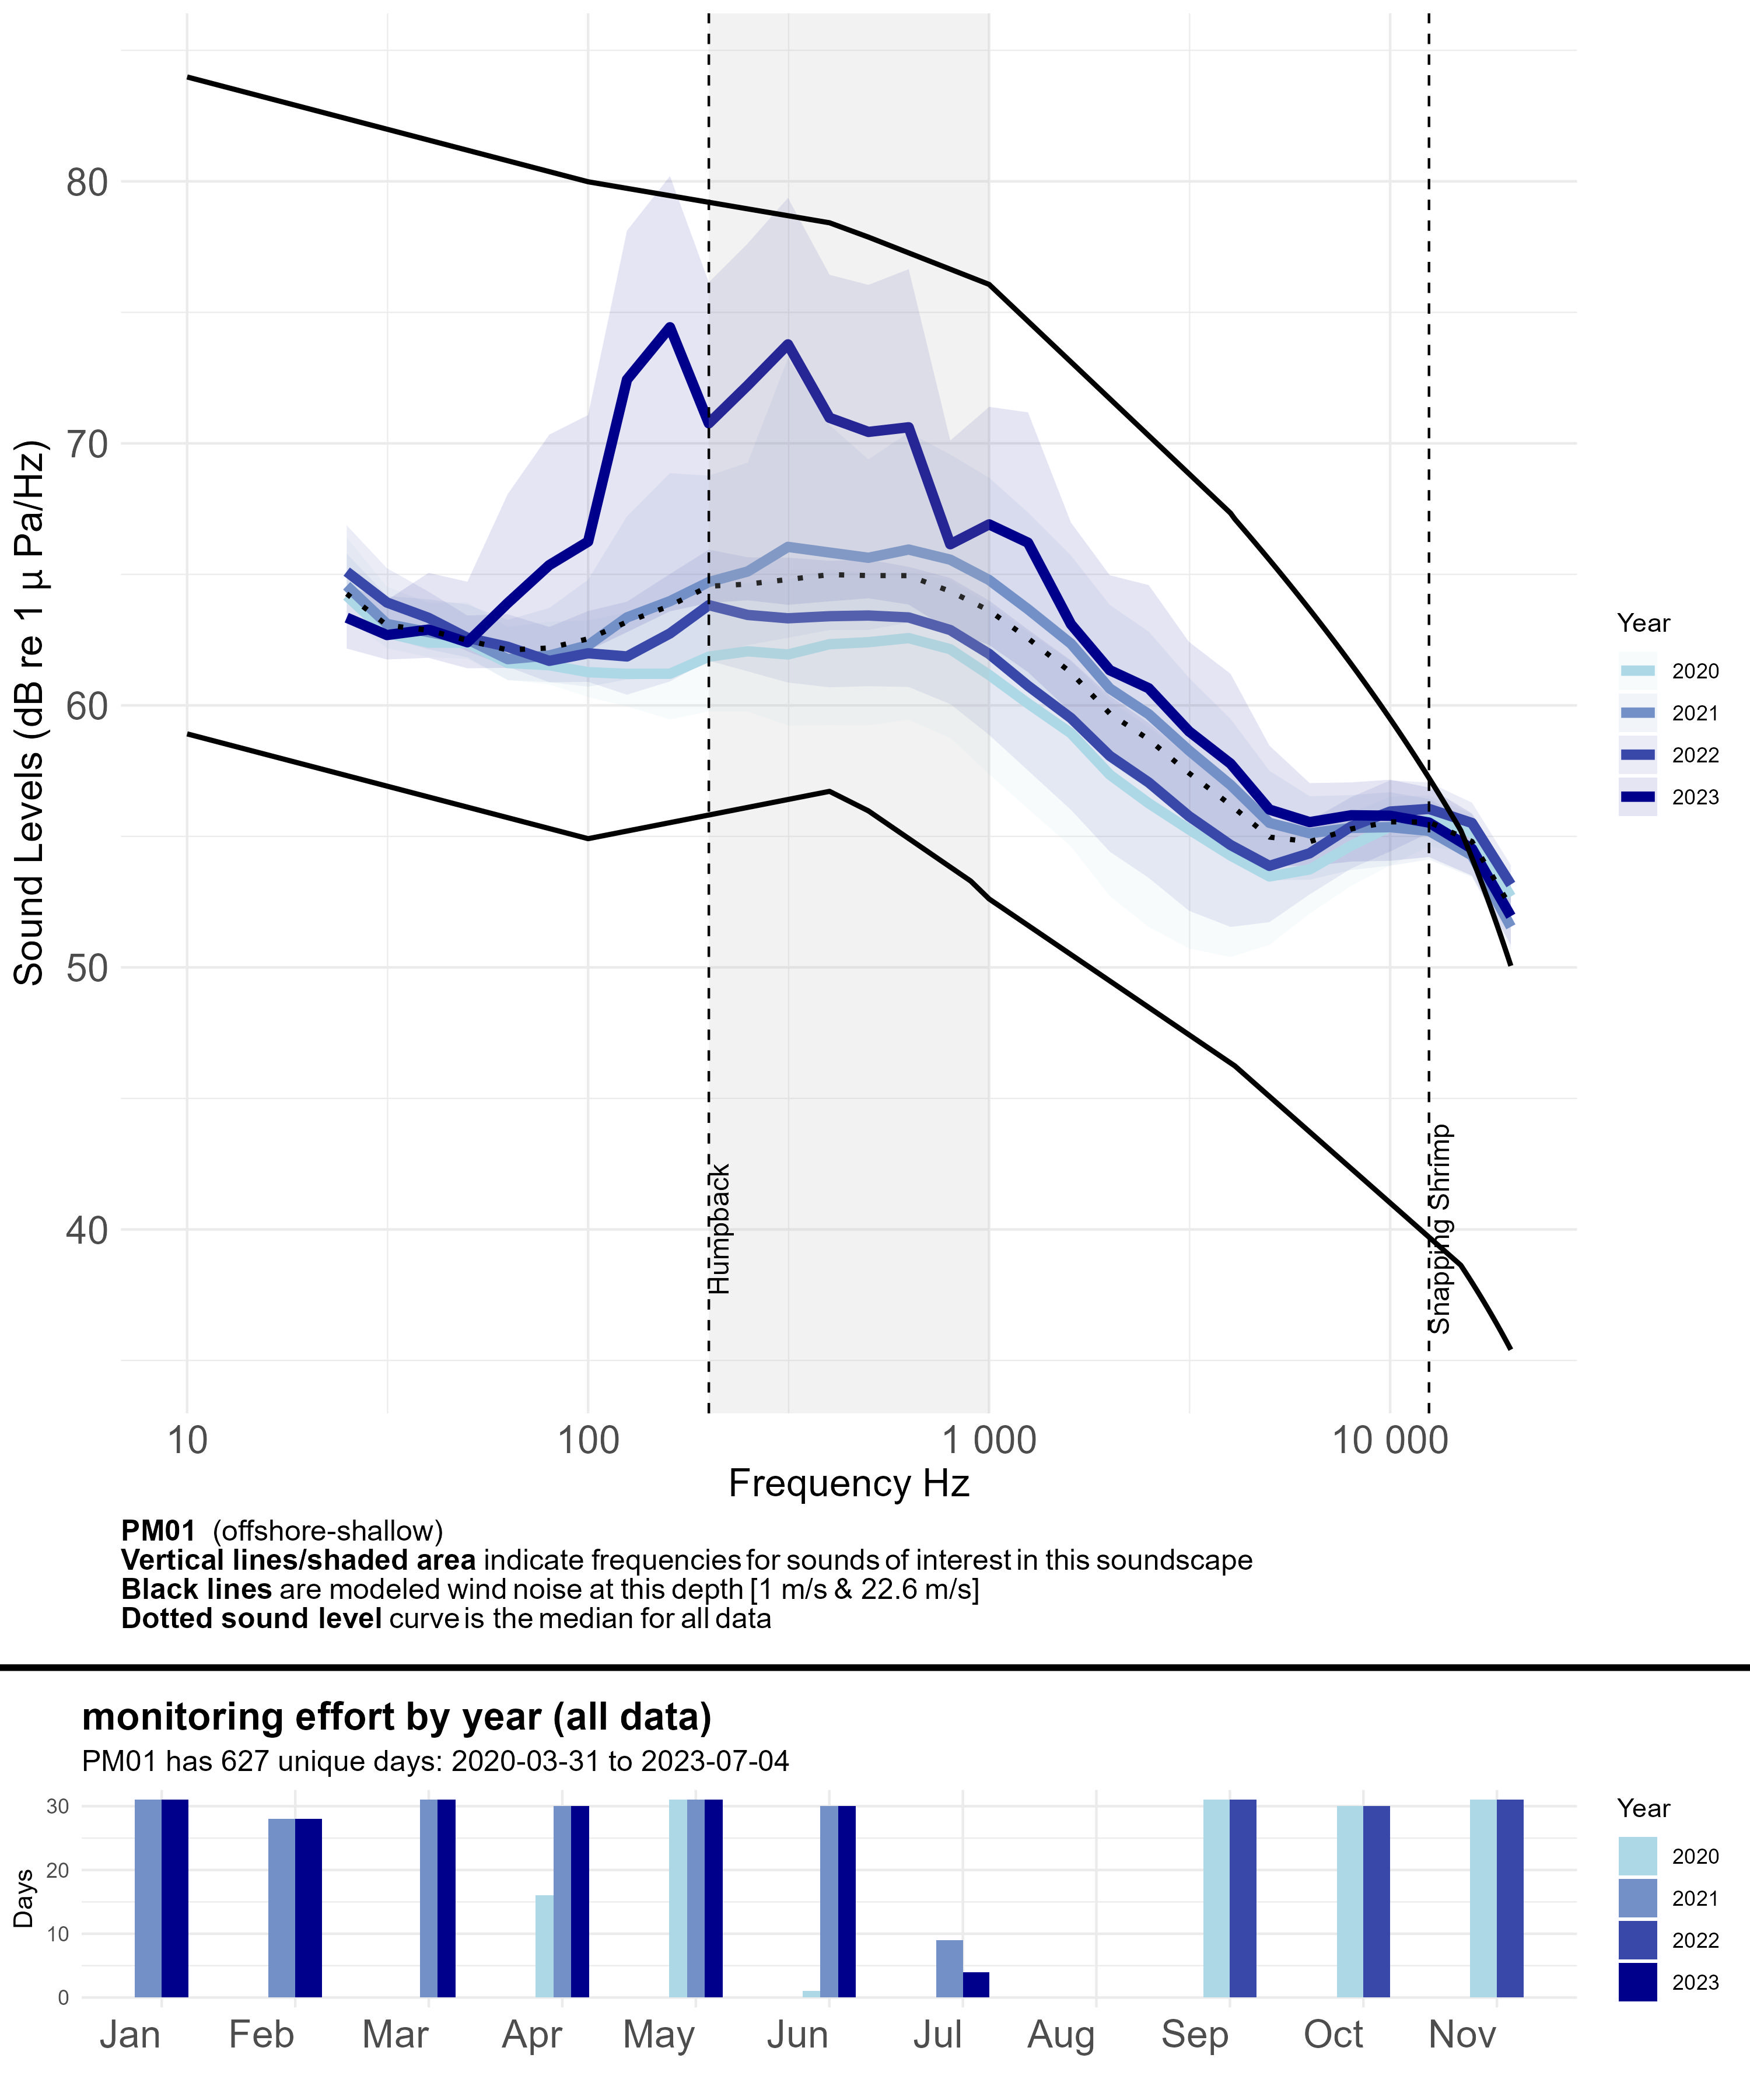 80
70
60
50
40
Sound Levels (dB re 1 µ Pa/Hz)
Humpback
Snapping Shrimp
10 100 1 000 10 000
Frequency Hz
Year
2020
2021
2022
2023
PM01 (offshore-shallow)
Vertical lines/shaded area indicate frequencies for sounds of interest in this soundscape
Black lines are modeled wind noise at this depth [1 m/s & 22.6 m/s]
Dotted sound level curve is the median for all data
monitoring effort by year (all data)
PM01 has 627 unique days: 2020-03-31 to 2023-07-04
30
20
10
0
Days
Jan Feb Mar Apr May Jun Jul Aug Sep Oct Nov
Year
2020
2021
2022
2023